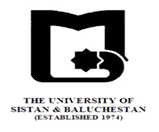 THE UNIVERSITY OF
SISTAN & BALUCHESTAN
(ESTABLISHED 1974)